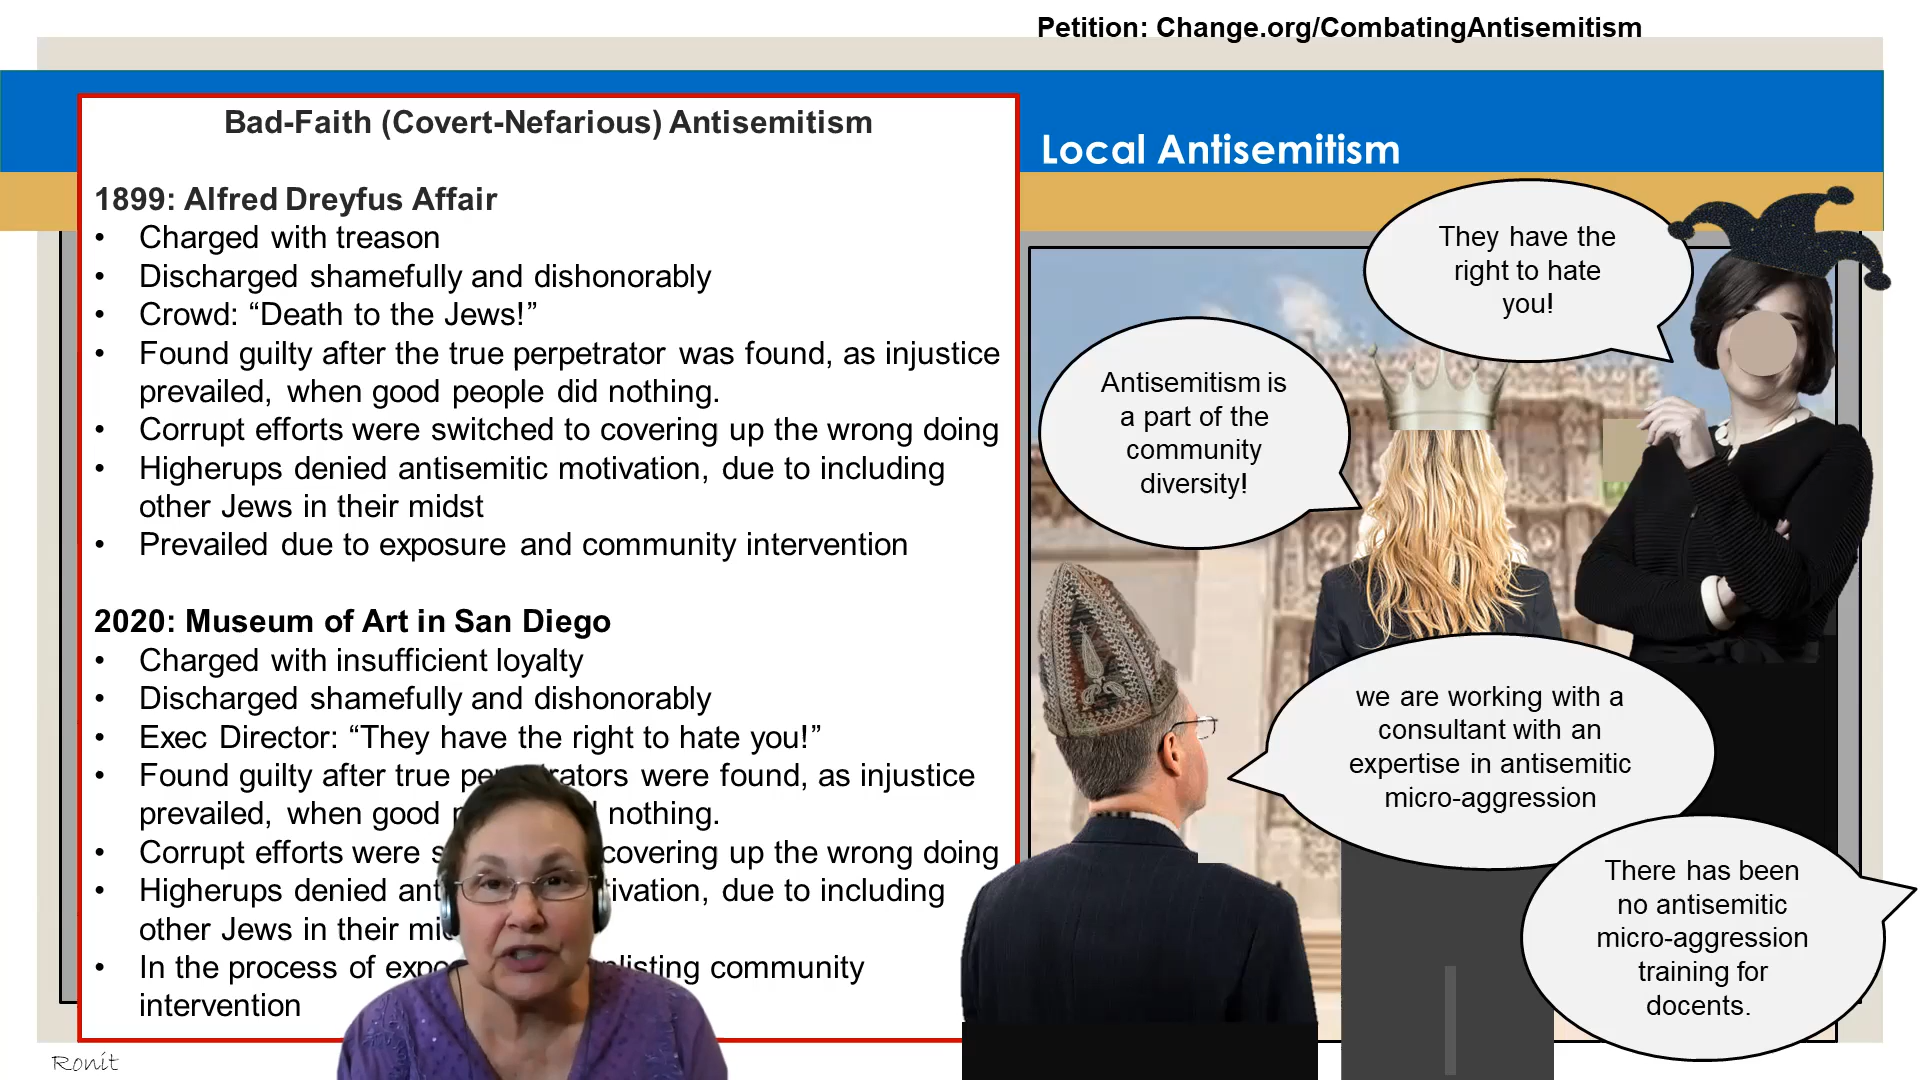 Petition: Change.org/CombatingAntisemitism
Bad-Faith (Covert-Nefarious) Antisemitism
1899: Alfred Dreyfus Affair
• Charged with treason
• Discharged shamefully and dishonorably
• Crowd: “Death to the Jews!”
• Found guilty after the true perpetrator was found, as injustice
prevailed, when good people did nothing.
• Corrupt efforts were switched to covering up the wrong doing
• Higherups denied antisemitic motivation, due to including
other Jews in their midst
• Prevailed due to exposure and community intervention
2020: Museum of Art in San Diego
• Charged with insufficient loyalty
• Discharged shamefully and dishonorably
• Exec Director: “They have the right to hate you!”
• Found guilty after true rators were found, as injustice
prevailed, when good nothing.
• Corrupt efforts were covering up the wrong doing
• Higherups denied ivation, due to including
other Jews in their
• In the process of community
intervention
Local Antisemitism
They have the
right to hate
you!
Antisemitism is
a part of the
community
diversity!
we are working with a
consultant with an
expertise in antisemitic
micro-aggression
There has been
no antisemitic
micro-aggression
training for
docents.
Ronit